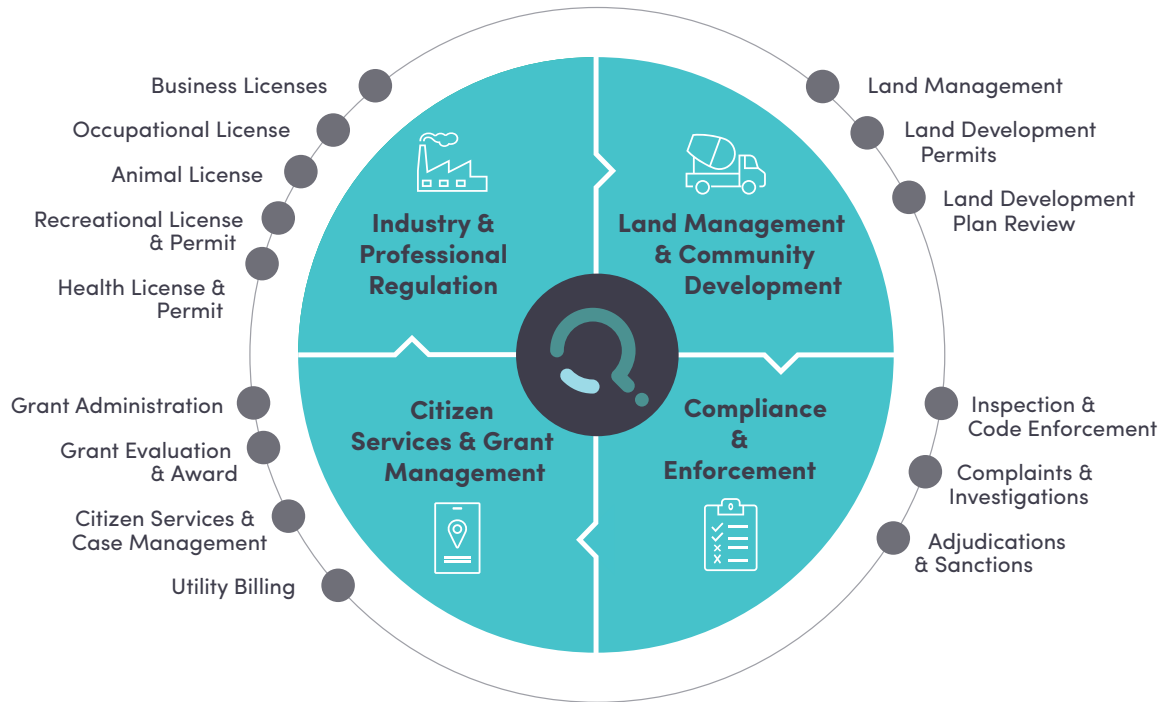 Business Licenses
Occupational License
Animal License
Recreational License
& Permit
Health License &
Permit
Industry &
Professional
Regulation
Land Management
& Community
Development
Land Management
Land Development
Permits
Land Development
Plan Review
Grant Administration
Grant Evaluation
& Award
Citizen Services &
Case Management
Utility Billing
Citizen
Services & Grant
Management
Compliance
&
Enforcement
Inspection &
Code Enforcement
Complaints &
Investigations
Adjudications
& Sanctions